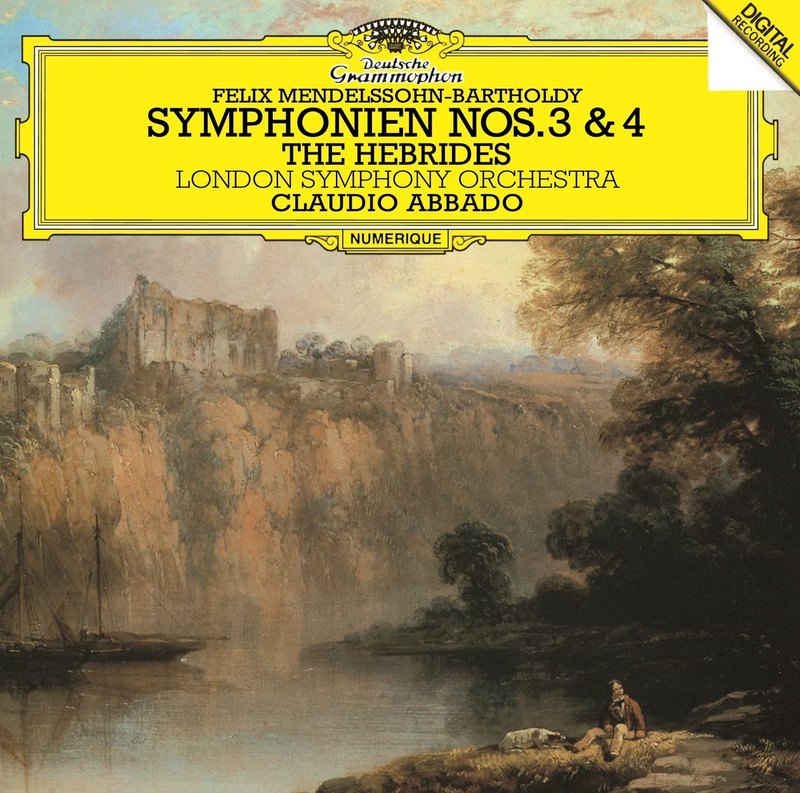 DIGITAL
RECORDING
Deutsche
Grammophon
FELIX MENDELSSOHN-BARTHOLDY
SYMPHONIEN NOS. 3 & 4
THE HEBRIDES
LONDON SYMPHONY ORCHESTRA
CLAUDIO ABBADO
NUMERIQUE